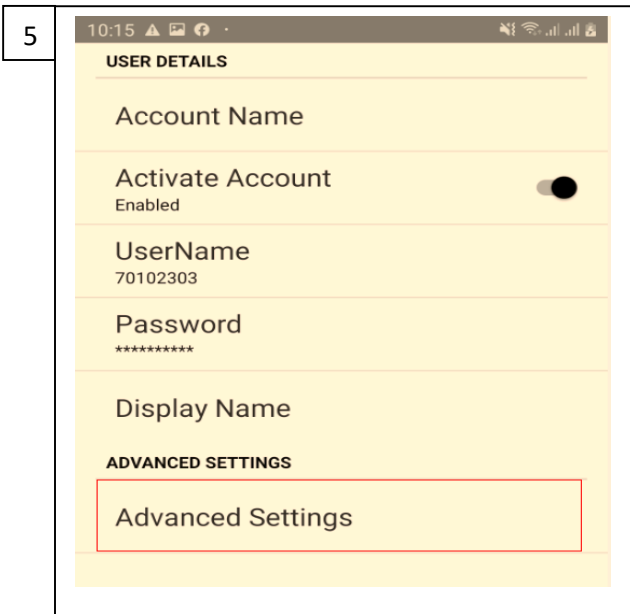 5
10:15
USER DETAILS
Account Name
Activate Account
Enabled
UserName
70102303
Password
**********
Display Name
ADVANCED SETTINGS
Advanced Settings